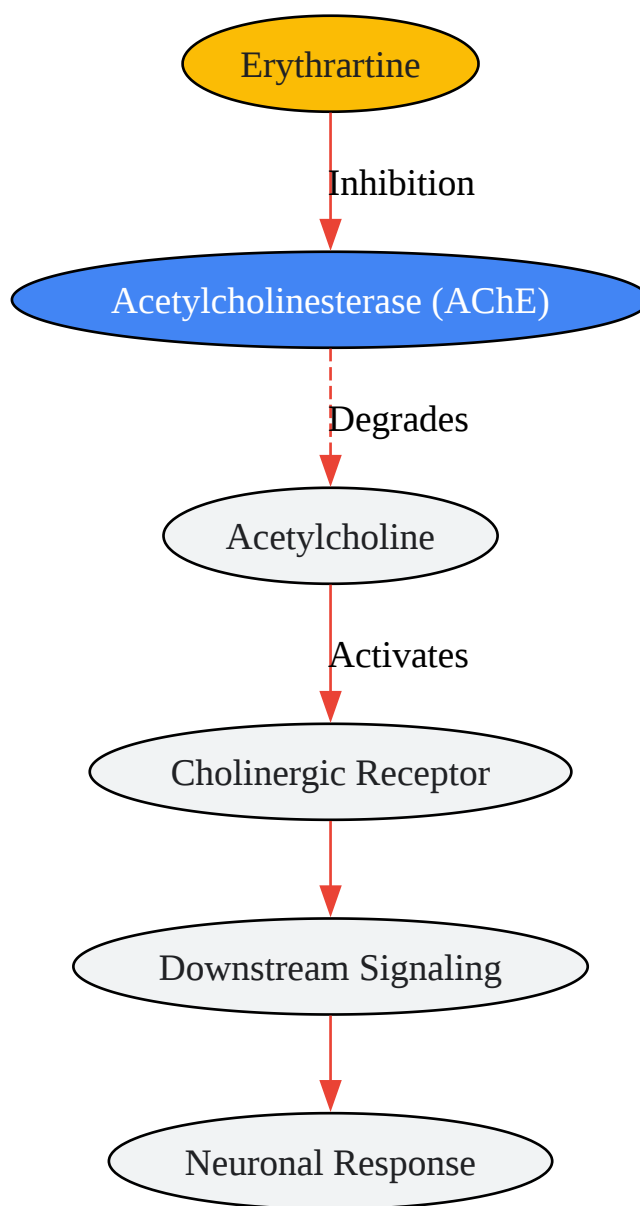 Erythrartine
Inhibition
Acetylcholinesterase (AChE)
Degrades
Acetylcholine
Activates
Cholinergic Receptor
Downstream Signaling
Neuronal Response